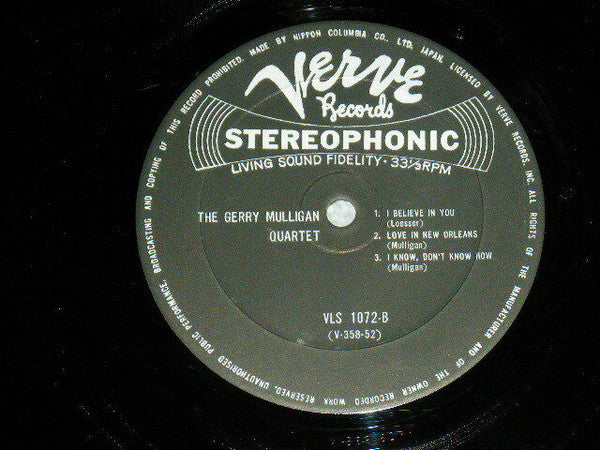 Verve
Records
STEREOPHONIC
LIVING SOUND FIDELITY • 33⅓RPM
THE GERRY MULLIGAN
QUARTET
1. I BELIEVE IN YOU
(Loesser)
2. LOVE IN NEW ORLEANS
(Mulligan)
3. I KNOW, DON'T KNOW HOW
(Mulligan)
VLS 1072-B
(V-358-52)
MADE BY NIPPON COLUMBIA CO., LTD. JAPAN. LICENSED BY VERVE RECORDS, INC. ALL RIGHTS OF THE MANUFACTURER AND OF THE OWNER RECORDED WORK RESERVED. UNAUTHORISED PUBLIC PERFORMANCE, BROADCASTING AND COPYING OF THIS RECORD PROHIBITED.